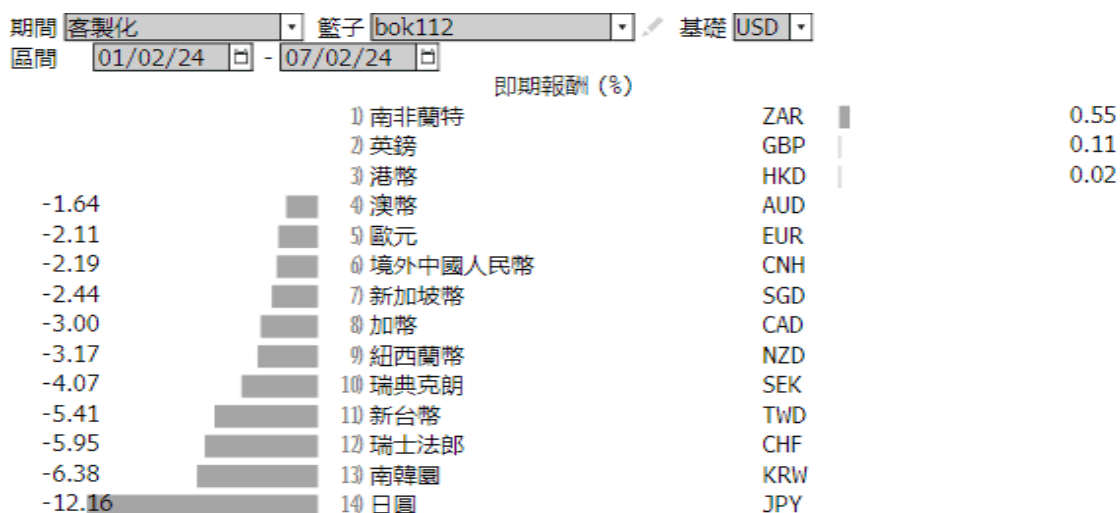 期間 客製化 籃子 bok112 基礎 USD
區間 01/02/24 - 07/02/24
即期報酬 (%)
1) 南非蘭特 ZAR 0.55
2) 英鎊 GBP 0.11
3) 港幣 HKD 0.02
-1.64 4) 澳幣 AUD
-2.11 5) 歐元 EUR
-2.19 6) 境外中國人民幣 CNH
-2.44 7) 新加坡幣 SGD
-3.00 8) 加幣 CAD
-3.17 9) 紐西蘭幣 NZD
-4.07 10) 瑞典克朗 SEK
-5.41 11) 新台幣 TWD
-5.95 12) 瑞士法郎 CHF
-6.38 13) 南韓圜 KRW
-12.16 14) 日圓 JPY